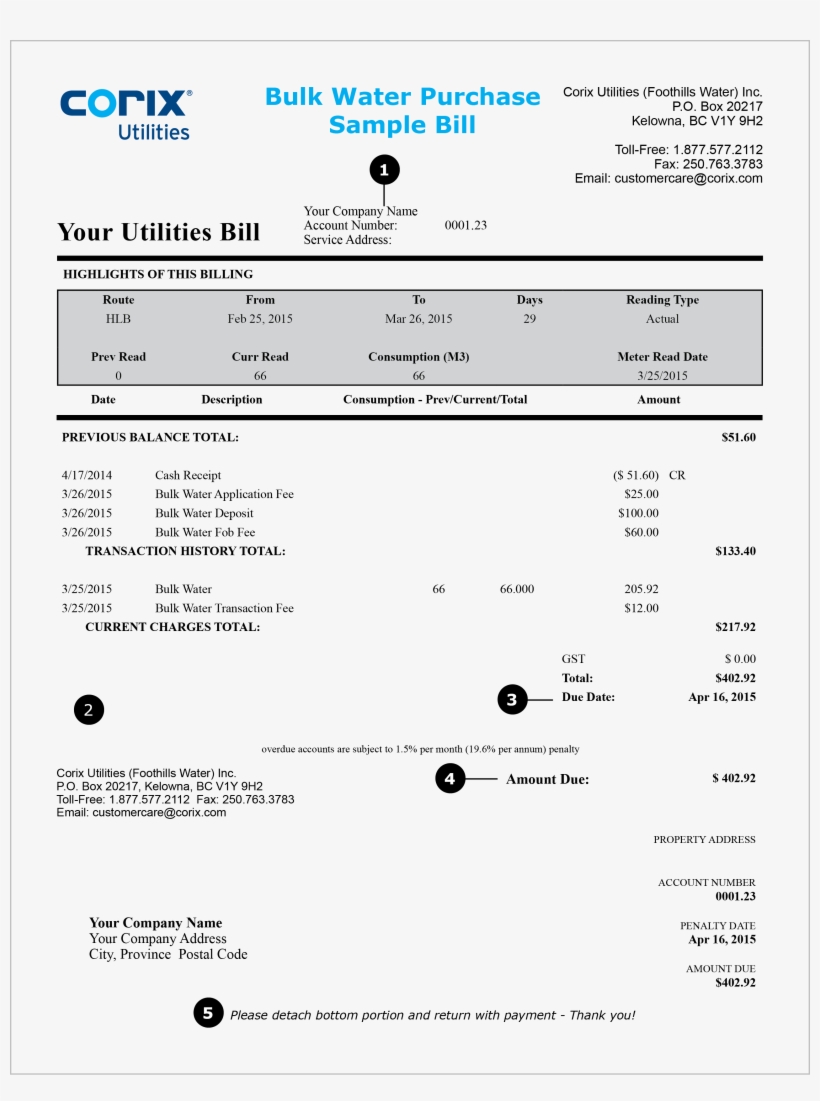 CORIX®
Utilities
Bulk Water Purchase
Sample Bill
Corix Utilities (Foothills Water) Inc.
P.O. Box 20217
Kelowna, BC V1Y 9H2
Toll-Free: 1.877.577.2112
Fax: 250.763.3783
Email: customercare@corix.com
1
Your Utilities Bill
Your Company Name
Account Number: 0001.23
Service Address:
HIGHLIGHTS OF THIS BILLING
Route From To Days Reading Type
HLB Feb 25, 2015 Mar 26, 2015 29 Actual
Prev Read Curr Read Consumption (M3) Meter Read Date
0 66 66 3/25/2015
Date Description Consumption - Prev/Current/Total Amount
PREVIOUS BALANCE TOTAL: $51.60
4/17/2014 Cash Receipt ($ 51.60) CR
3/26/2015 Bulk Water Application Fee $25.00
3/26/2015 Bulk Water Deposit $100.00
3/26/2015 Bulk Water Fob Fee $60.00
TRANSACTION HISTORY TOTAL: $133.40
3/25/2015 Bulk Water 66 66.000 205.92
3/25/2015 Bulk Water Transaction Fee $12.00
CURRENT CHARGES TOTAL: $217.92
GST $ 0.00
Total: $402.92
3 Due Date: Apr 16, 2015
2
overdue accounts are subject to 1.5% per month (19.6% per annum) penalty
Corix Utilities (Foothills Water) Inc.
P.O. Box 20217, Kelowna, BC V1Y 9H2
Toll-Free: 1.877.577.2112 Fax: 250.763.3783
Email: customercare@corix.com
4 Amount Due: $ 402.92
PROPERTY ADDRESS
ACCOUNT NUMBER
0001.23
Your Company Name
Your Company Address
City, Province Postal Code
PENALTY DATE
Apr 16, 2015
AMOUNT DUE
$402.92
5 Please detach bottom portion and return with payment - Thank you!